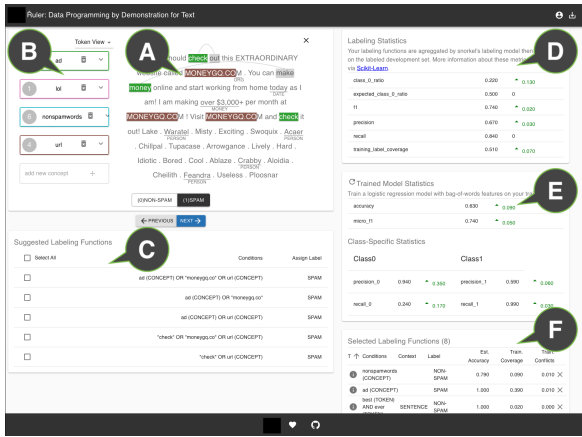 Ruler: Data Programming by Demonstration for Text
Token View
B
ad
1
lol
6
nonspamwords
4
url
add new concept +
A
should check out this EXTRAORDINARY
website called MONEYGQ.COM . You can make
ORG
money online and start working from home today as I
DATE
am! I am making over $3,000+ per month at
MONEY
MONEYGQ.COM ! Visit MONEYGQ.COM and check it
out! Lake . Waratel . Misty . Exciting . Swoquix . Acaer
PERSON PERSON
. Chillpal . Tupacase . Arrowgance . Lively . Hard .
Idiotic . Bored . Cool . Ablaze . Crabby . Aloidia .
PERSON
Cheilith . Feandra . Useless . Ploosnar
PERSON
(0)NON-SPAM (1)SPAM
PREVIOUS NEXT
Suggested Labeling Functions
C
Select All Conditions Assign Label
ad (CONCEPT) OR "moneygq.co" OR url (CONCEPT) SPAM
ad (CONCEPT) OR "moneygq.co" SPAM
ad (CONCEPT) OR url (CONCEPT) SPAM
"check" OR "moneygq.co" OR url (CONCEPT) SPAM
"check" OR url (CONCEPT) SPAM
Labeling Statistics
D
Your labeling functions are agreggated by snorkel's labeling model then
on the labeled development set. More information about these metrics
via Scikit-Learn.
class_0_ratio 0.220 0.130
expected_class_0_ratio 0.500 0
f1 0.740 0.020
precision 0.670 0.030
recall 0.840 0
training_label_coverage 0.510 0.070
Trained Model Statistics
E
Train a logistic regression model with bag-of-words features on your
accuracy 0.630 0.090
micro_f1 0.740 0.050
Class-Specific Statistics
Class0 Class1
precision_0 0.940 0.350 precision_1 0.590 0.060
recall_0 0.240 0.170 recall_1 0.990 0.030
F
Selected Labeling Functions (8)
T Conditions Context Label Est. Accuracy Train. Coverage Train. Conflicts
nonspamwords (CONCEPT) NON-SPAM 0.790 0.090 0.010
ad (CONCEPT) SPAM 1.000 0.390 0.010
best (TOKEN) AND ever SENTENCE NON-SPAM 1.000 0.020 0.000